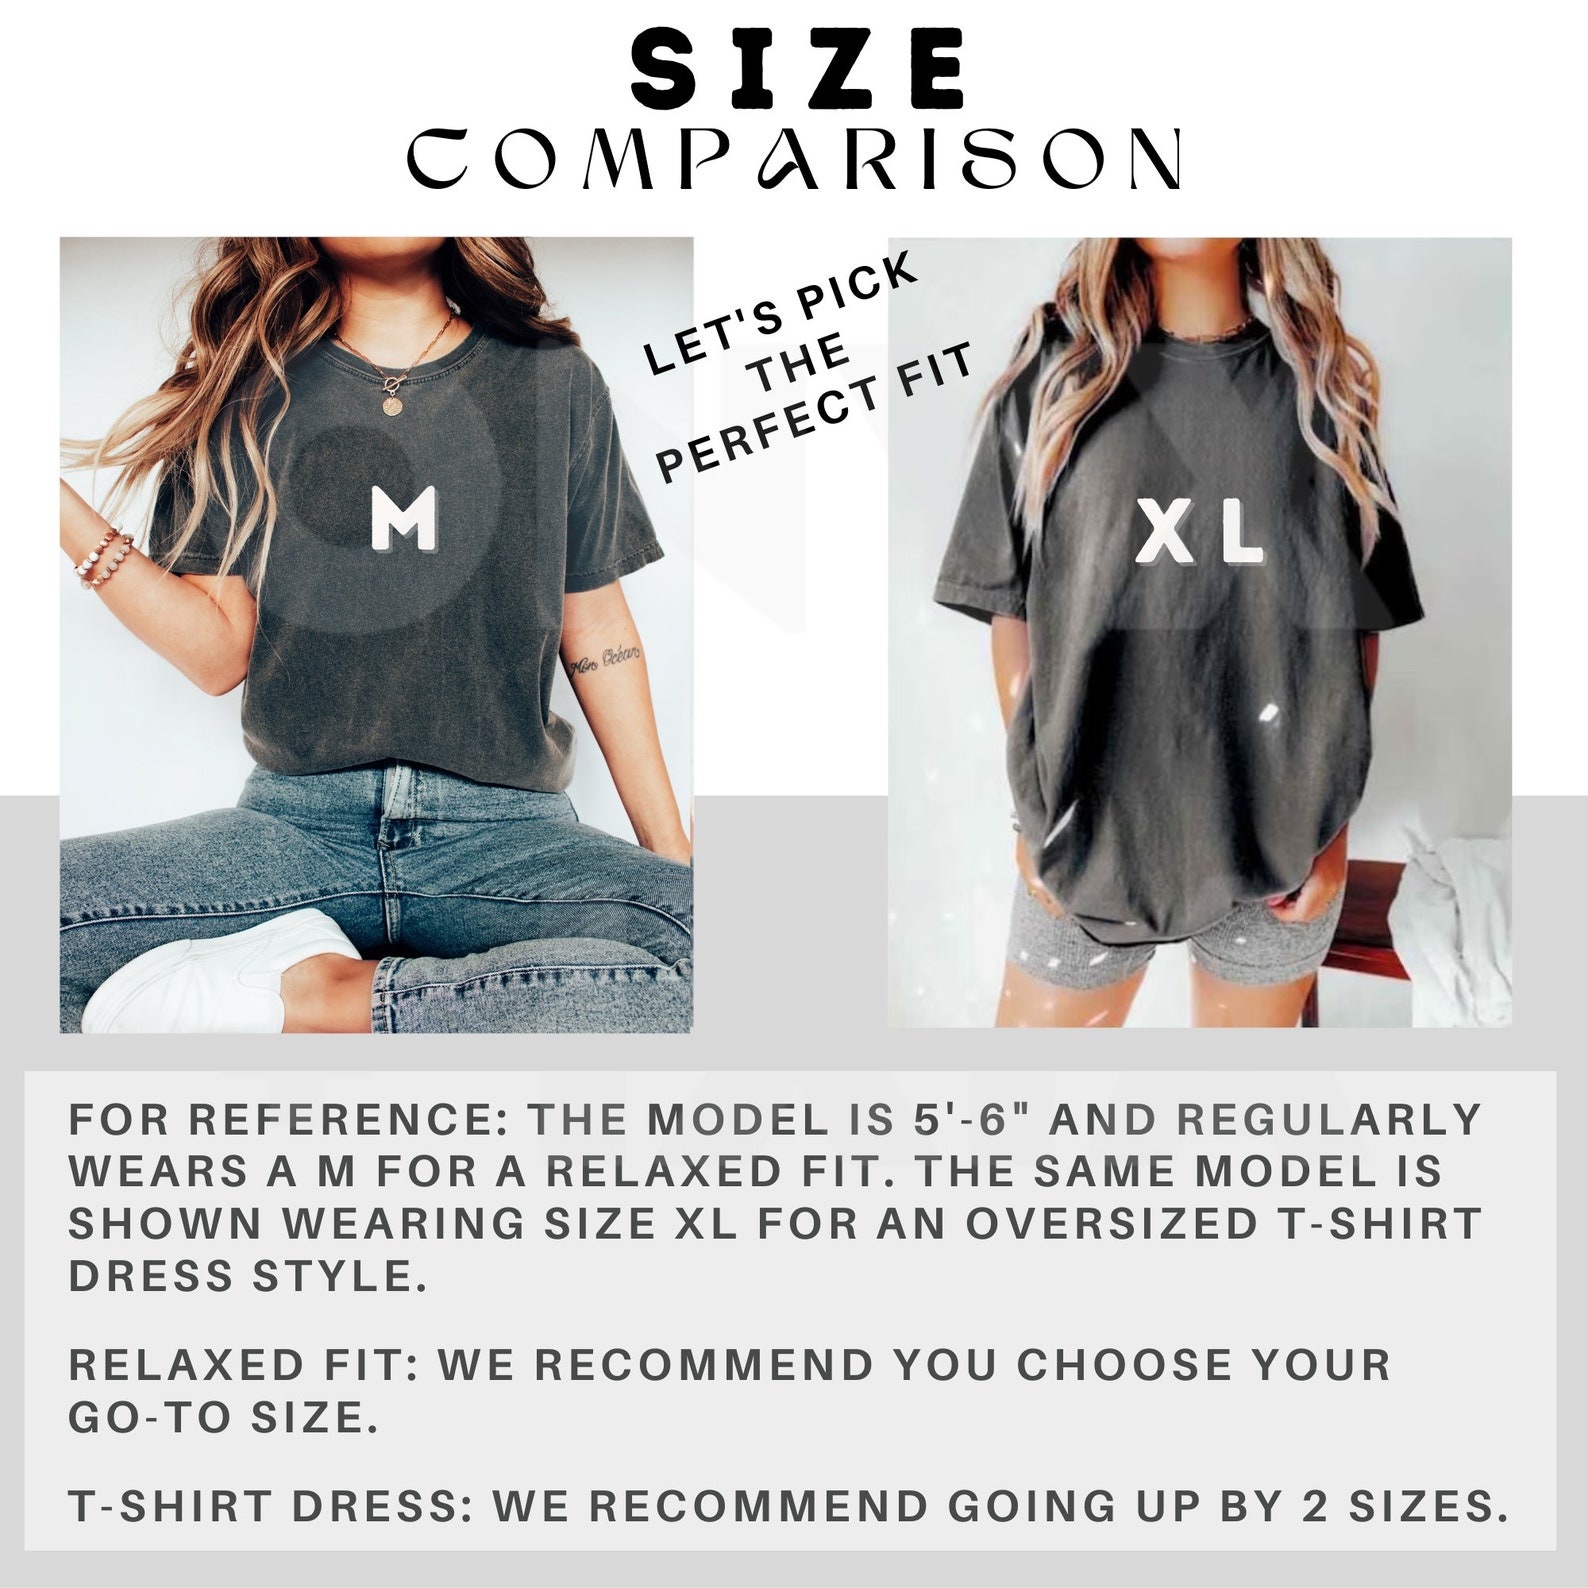 SIZE
COMPARISON
LET'S PICK
THE
PERFECT FIT
M
XL
Mon Océan
FOR REFERENCE: THE MODEL IS 5'-6" AND REGULARLY
WEARS A M FOR A RELAXED FIT. THE SAME MODEL IS
SHOWN WEARING SIZE XL FOR AN OVERSIZED T-SHIRT
DRESS STYLE.
RELAXED FIT: WE RECOMMEND YOU CHOOSE YOUR
GO-TO SIZE.
T-SHIRT DRESS: WE RECOMMEND GOING UP BY 2 SIZES.